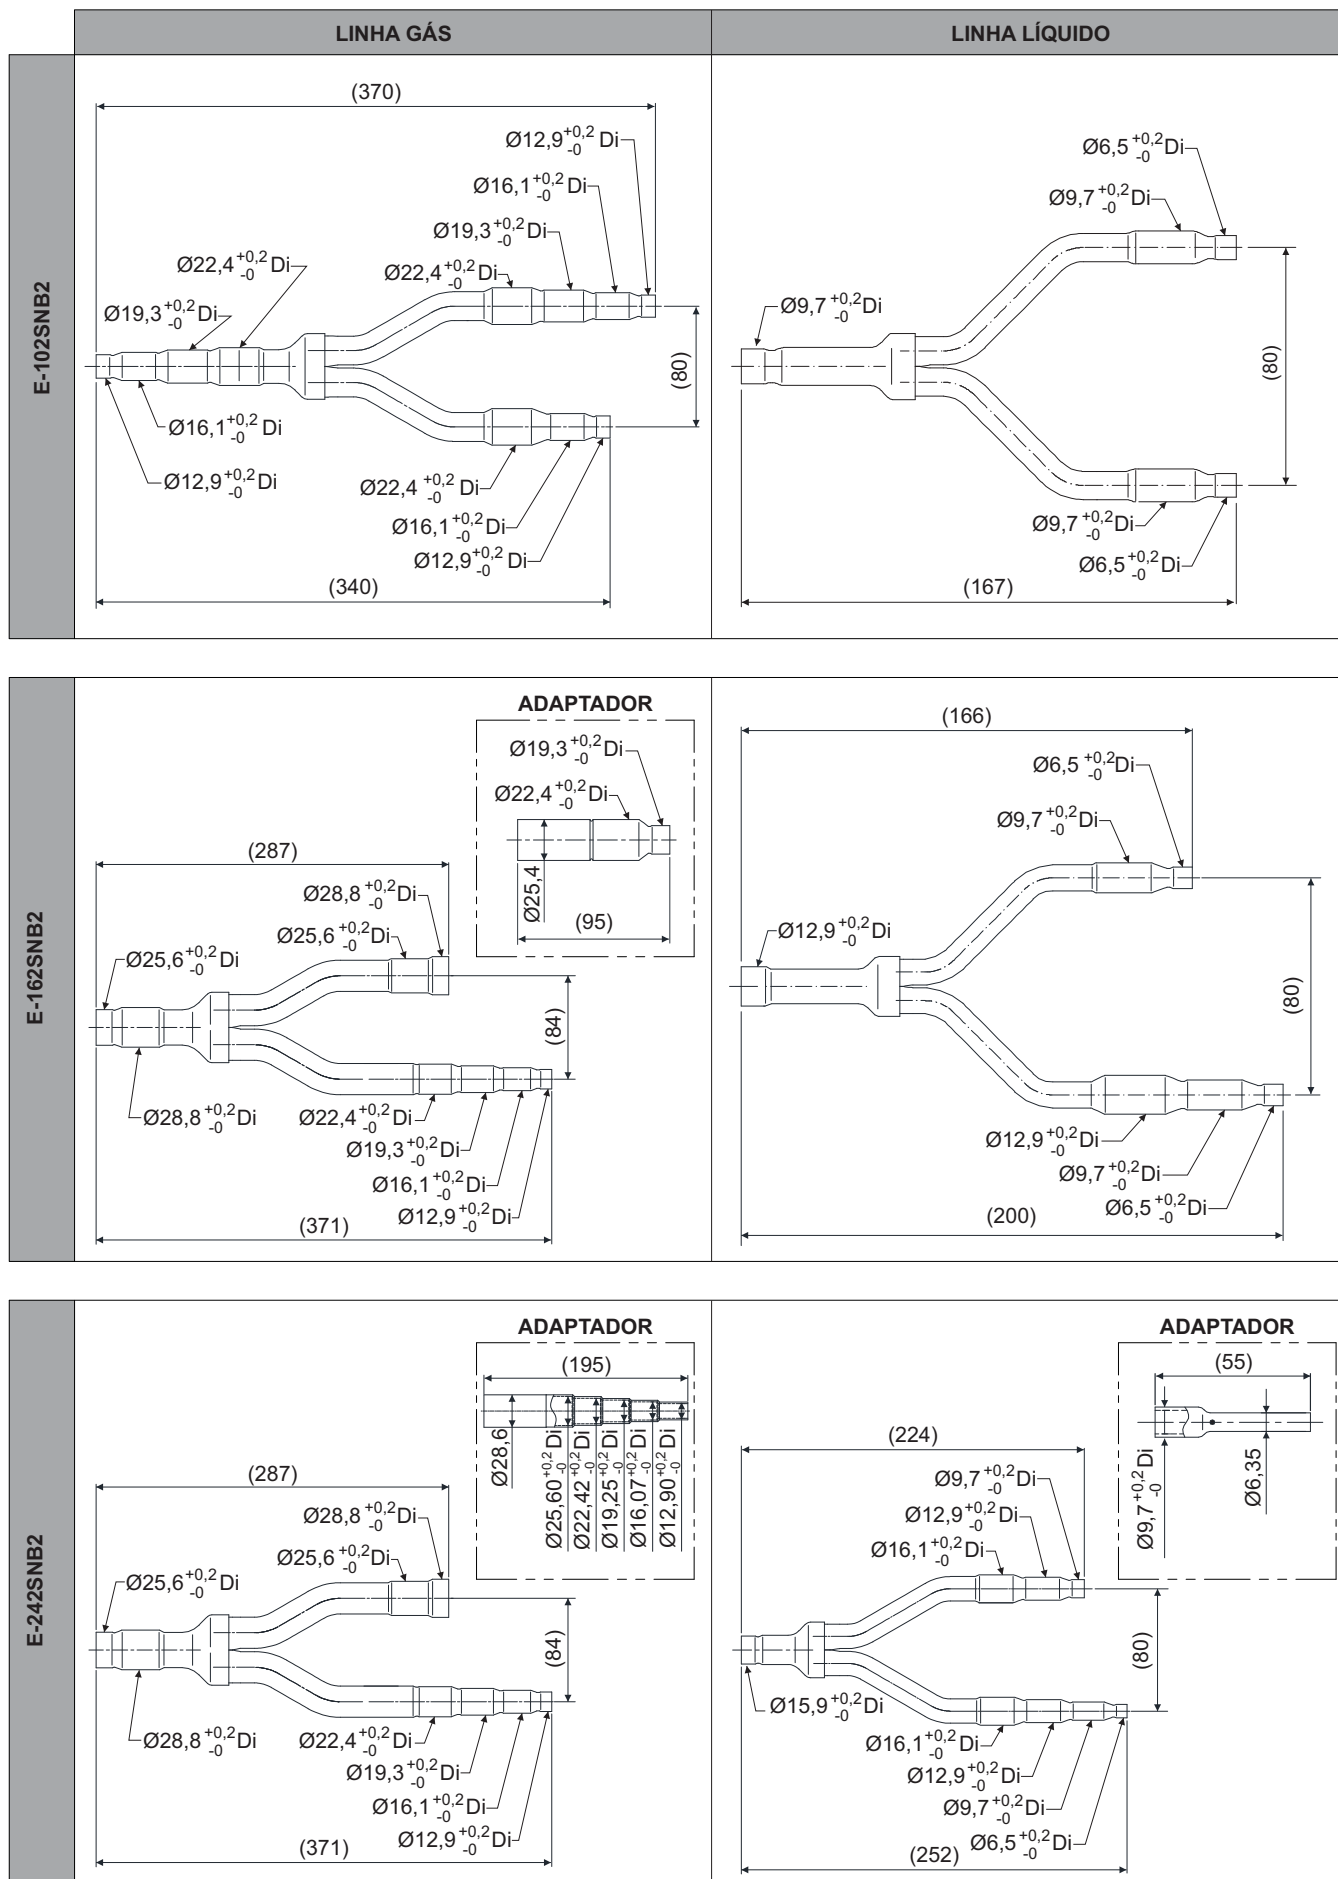 LINHA GÁS
LINHA LÍQUIDO
E-102SNB2
(370)
Ø12,9 +0,2 -0 Di
Ø16,1 +0,2 -0 Di
Ø19,3 +0,2 -0 Di
Ø22,4 +0,2 -0 Di
Ø22,4 +0,2 -0 Di
Ø19,3 +0,2 -0 Di
(80)
Ø16,1 +0,2 -0 Di
Ø12,9 +0,2 -0 Di
Ø22,4 +0,2 -0 Di
Ø16,1 +0,2 -0 Di
Ø12,9 +0,2 -0 Di
(340)
Ø6,5 +0,2 -0 Di
Ø9,7 +0,2 -0 Di
Ø9,7 +0,2 -0 Di
(80)
Ø9,7 +0,2 -0 Di
Ø6,5 +0,2 -0 Di
(167)
E-162SNB2
ADAPTADOR
Ø19,3 +0,2 -0 Di
Ø22,4 +0,2 -0 Di
Ø25,4
(95)
(287)
Ø28,8 +0,2 -0 Di
Ø25,6 +0,2 -0 Di
Ø25,6 +0,2 -0 Di
(84)
Ø28,8 +0,2 -0 Di
Ø22,4 +0,2 -0 Di
Ø19,3 +0,2 -0 Di
Ø16,1 +0,2 -0 Di
Ø12,9 +0,2 -0 Di
(371)
(166)
Ø6,5 +0,2 -0 Di
Ø9,7 +0,2 -0 Di
Ø12,9 +0,2 -0 Di
(80)
Ø12,9 +0,2 -0 Di
Ø9,7 +0,2 -0 Di
Ø6,5 +0,2 -0 Di
(200)
E-242SNB2
ADAPTADOR
(195)
Ø28,6
Ø25,60 +0,2 -0 Di
Ø22,42 +0,2 -0 Di
Ø19,25 +0,2 -0 Di
Ø16,07 +0,2 -0 Di
Ø12,90 +0,2 -0 Di
(287)
Ø28,8 +0,2 -0 Di
Ø25,6 +0,2 -0 Di
Ø25,6 +0,2 -0 Di
(84)
Ø28,8 +0,2 -0 Di
Ø22,4 +0,2 -0 Di
Ø19,3 +0,2 -0 Di
Ø16,1 +0,2 -0 Di
Ø12,9 +0,2 -0 Di
(371)
ADAPTADOR
(55)
Ø9,7 +0,2 -0 Di
Ø6,35
(224)
Ø9,7 +0,2 -0 Di
Ø12,9 +0,2 -0 Di
Ø16,1 +0,2 -0 Di
(80)
Ø15,9 +0,2 -0 Di
Ø16,1 +0,2 -0 Di
Ø12,9 +0,2 -0 Di
Ø9,7 +0,2 -0 Di
Ø6,5 +0,2 -0 Di
(252)